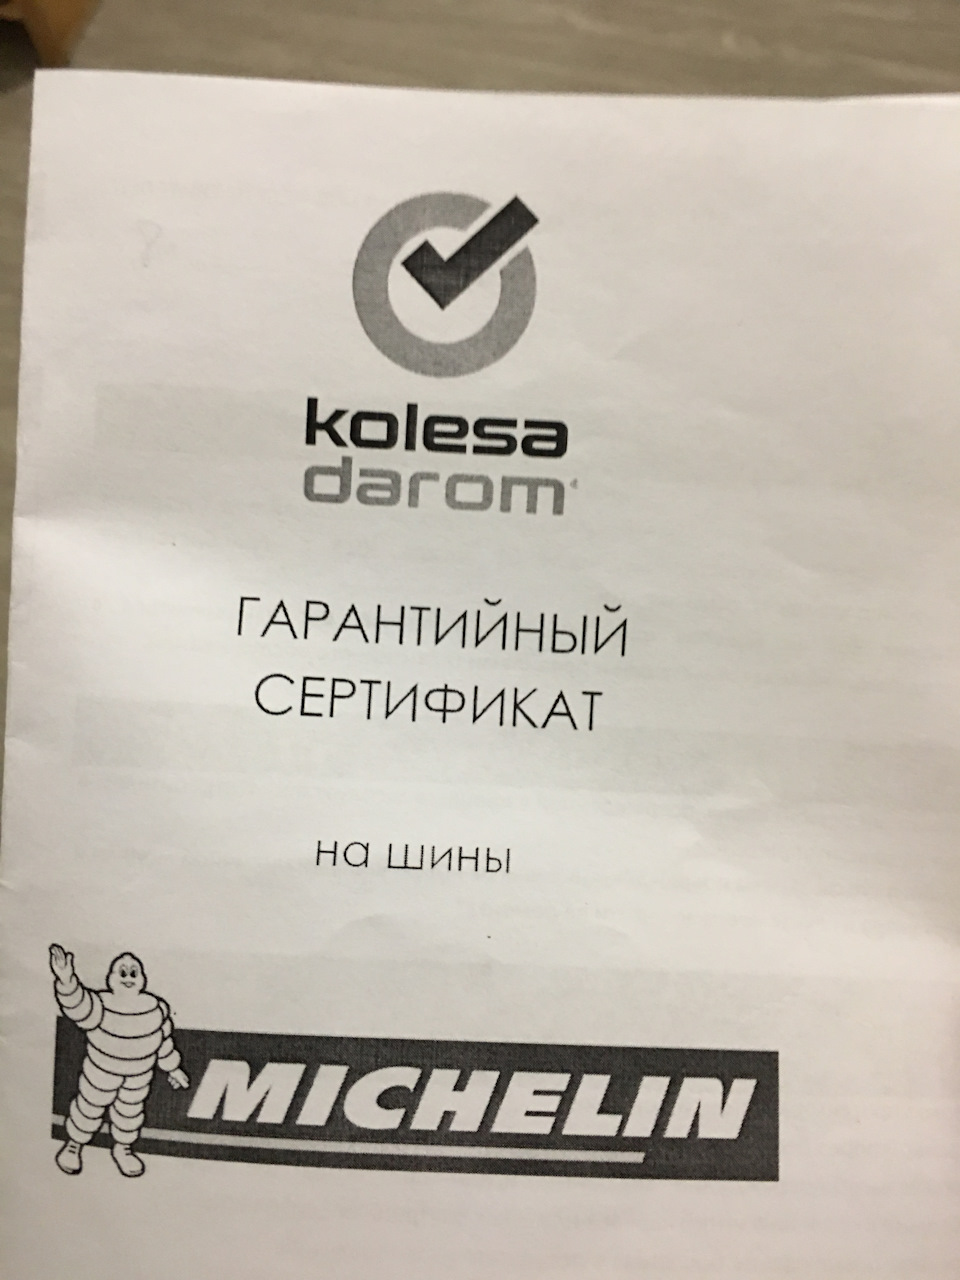 kolesa
darom
ГАРАНТИЙНЫЙ
СЕРТИФИКАТ
на шины
MICHELIN